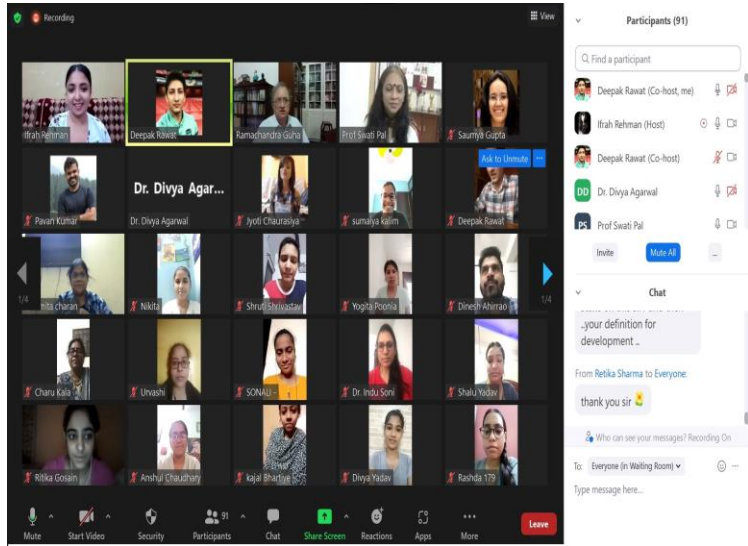 Recording
View
Ifrah Rehman
Deepak Rawat
Ramachandra Guha
Prof Swati Pal
Saumya Gupta
Pavan Kumar
Dr. Divya Agar...
Dr. Divya Agarwal
Jyoti Chaurasiya
sumaiya kalim
Ask to Unmute
Deepak Rawat
1/4
mita charan
Nikita
Shruti Shrivastav
Yogita Poonia
Dinesh Ahirrao
1/4
Charu Kala
Urvashi
SONALI -
Dr. Indu Soni
Shalu Yadav
Ritika Gosain
Anshul Chaudhary
kajal Bhartiye
Divya Yadav
Rashda 179
Mute
Start Video
Security
91
Participants
Chat
Share Screen
Reactions
Apps
More
Leave
Participants (91)
Find a participant
Deepak Rawat (Co-host, me)
Ifrah Rehman (Host)
Deepak Rawat (Co-host)
DD Dr. Divya Agarwal
PS Prof Swati Pal
Invite
Mute All
...
Chat
..your definition for
development ..
From Retika Sharma to Everyone:
thank you sir
Who can see your messages? Recording On
To: Everyone (in Waiting Room)
Type message here...